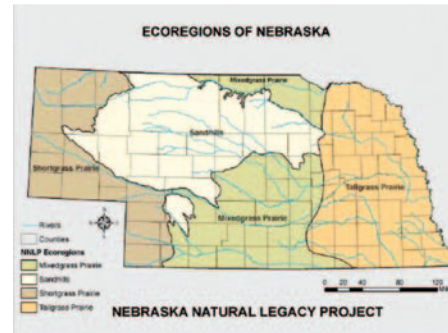 ECOREGIONS OF NEBRASKA
Mixedgrass Prairie
Sandhills
Shortgrass Prairie
Tallgrass Prairie
Mixedgrass Prairie
Rivers
Counties
NNLP Ecoregions
Mixedgrass Prairie
Sandhills
Shortgrass Prairie
Tallgrass Prairie
0 20 40 80 120
NEBRASKA NATURAL LEGACY PROJECT